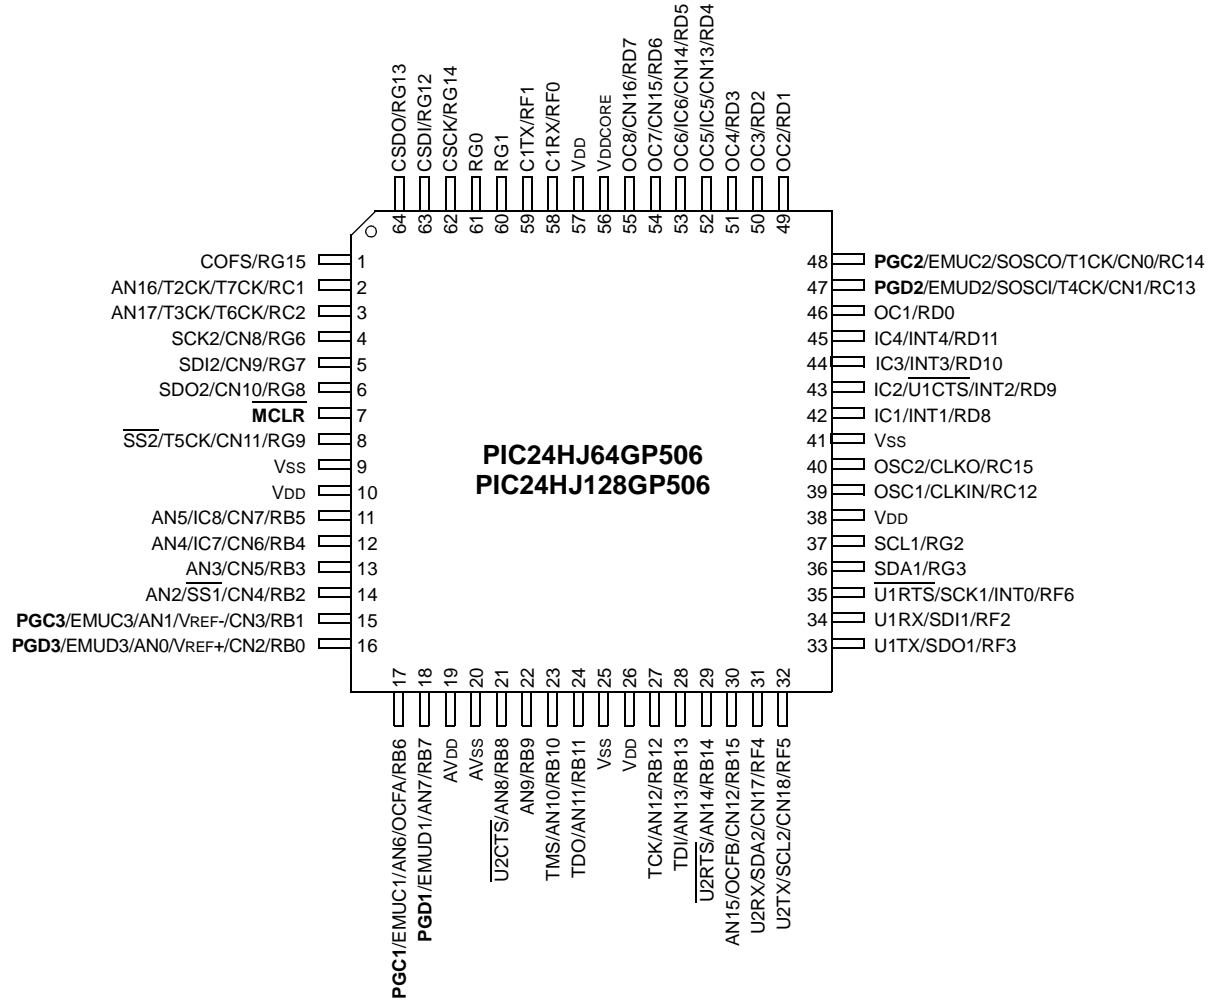 CSDO/RG13
CSDI/RG12
CSCK/RG14
RG0
RG1
C1TX/RF1
C1RX/RF0
VDD
VDDCORE
OC8/CN16/RD7
OC7/CN15/RD6
OC6/IC6/CN14/RD5
OC5/IC5/CN13/RD4
OC4/RD3
OC3/RD2
OC2/RD1
64
63
62
61
60
59
58
57
56
55
54
53
52
51
50
49
COFS/RG15 1
AN16/T2CK/T7CK/RC1 2
AN17/T3CK/T6CK/RC2 3
SCK2/CN8/RG6 4
SDI2/CN9/RG7 5
SDO2/CN10/RG8 6
MCLR 7
SS2/T5CK/CN11/RG9 8
VSS 9
VDD 10
AN5/IC8/CN7/RB5 11
AN4/IC7/CN6/RB4 12
AN3/CN5/RB3 13
AN2/SS1/CN4/RB2 14
PGC3/EMUC3/AN1/VREF-/CN3/RB1 15
PGD3/EMUD3/AN0/VREF+/CN2/RB0 16
PIC24HJ64GP506
PIC24HJ128GP506
48 PGC2/EMUC2/SOSCO/T1CK/CN0/RC14
47 PGD2/EMUD2/SOSCI/T4CK/CN1/RC13
46 OC1/RD0
45 IC4/INT4/RD11
44 IC3/INT3/RD10
43 IC2/U1CTS/INT2/RD9
42 IC1/INT1/RD8
41 VSS
40 OSC2/CLKO/RC15
39 OSC1/CLKIN/RC12
38 VDD
37 SCL1/RG2
36 SDA1/RG3
35 U1RTS/SCK1/INT0/RF6
34 U1RX/SDI1/RF2
33 U1TX/SDO1/RF3
17
18
19
20
21
22
23
24
25
26
27
28
29
30
31
32
PGC1/EMUC1/AN6/OCFA/RB6
PGD1/EMUD1/AN7/RB7
AVDD
AVSS
U2CTS/AN8/RB8
AN9/RB9
TMS/AN10/RB10
TDO/AN11/RB11
VSS
VDD
TCK/AN12/RB12
TDI/AN13/RB13
U2RTS/AN14/RB14
AN15/OCFB/CN12/RB15
U2RX/SDA2/CN17/RF4
U2TX/SCL2/CN18/RF5